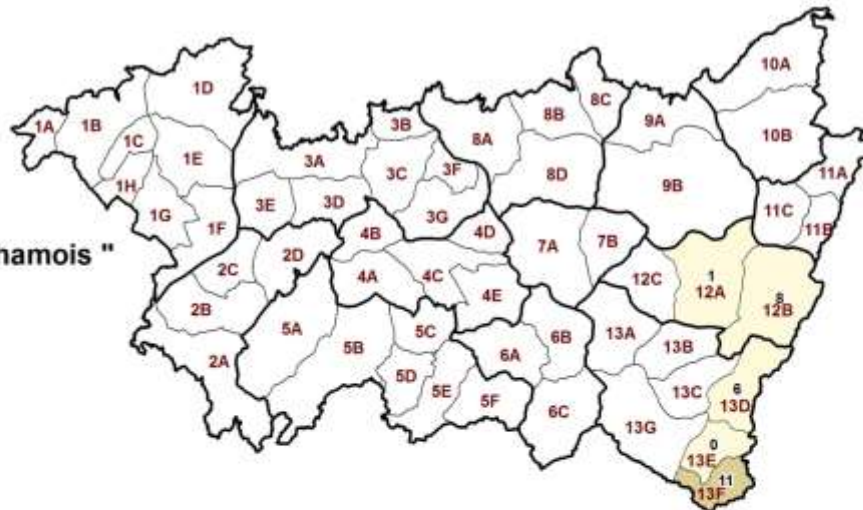 10A
1D
8C
8B
1A
1B
3B
9A
10B
1C
8A
1E
3A
3F
11A
3C
8D
1H
9B
3E
3D
11C
1G
3G
11B
1F
4B
4D
7A
7B
hamois "
2D
2C
4A
4C
12C
1
12A
4E
8
12B
2B
5A
5C
6B
13A
13B
5B
6A
2A
5D
13C
6
13D
5E
5F
6C
13G
0
13E
11
13F